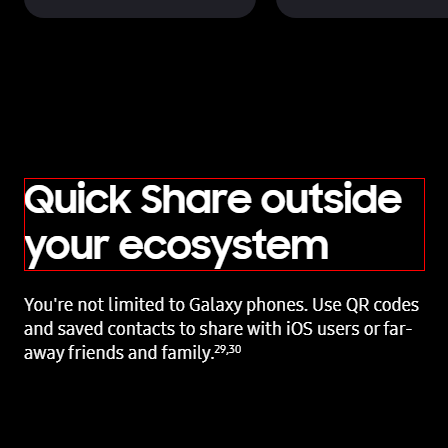 Quick Share outside
your ecosystem
You're not limited to Galaxy phones. Use QR codes
and saved contacts to share with iOS users or far-
away friends and family.29,30